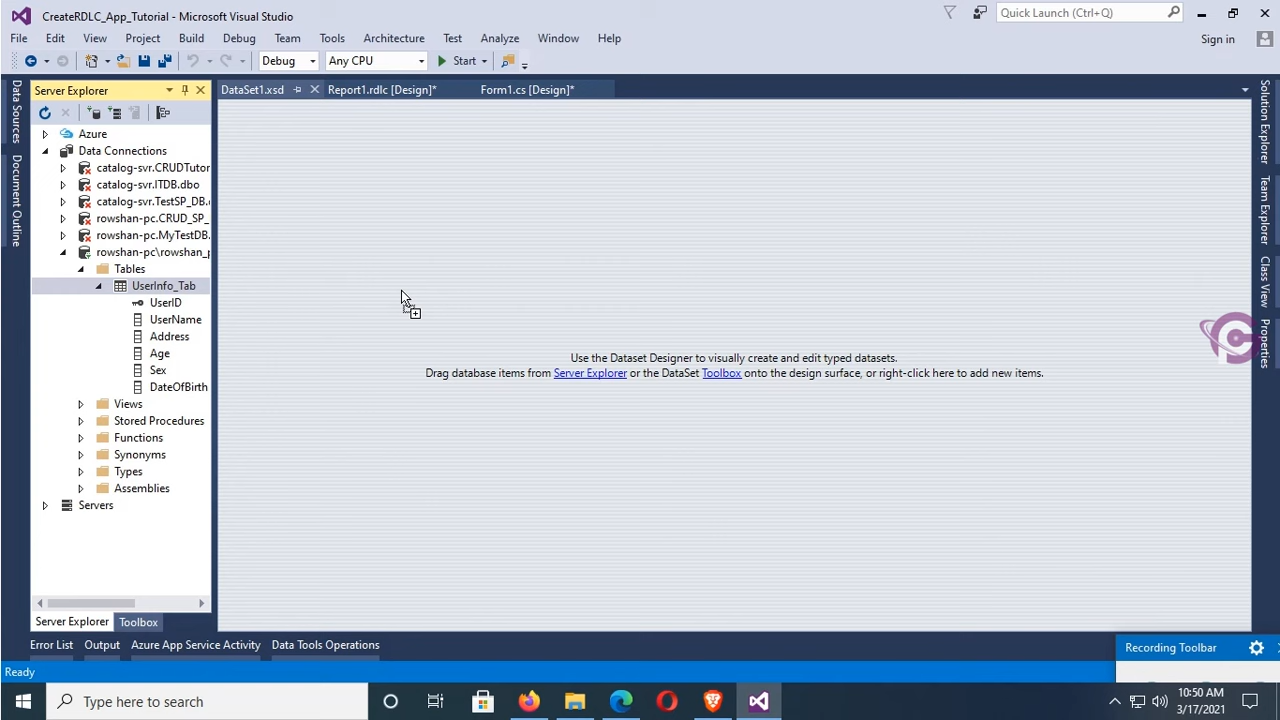 CreateRDLC_App_Tutorial - Microsoft Visual Studio
Quick Launch (Ctrl+Q)
File Edit View Project Build Debug Team Tools Architecture Test Analyze Window Help
Sign in
Debug Any CPU Start
Server Explorer
DataSet1.xsd Report1.rdlc [Design]* Form1.cs [Design]*
Data Sources
Document Outline
Azure
Data Connections
catalog-svr.CRUDTutor
catalog-svr.ITDB.dbo
catalog-svr.TestSP_DB.
rowshan-pc.CRUD_SP_
rowshan-pc.MyTestDB.
rowshan-pc\rowshan_p
Tables
UserInfo_Tab
UserID
UserName
Address
Age
Sex
DateOfBirth
Views
Stored Procedures
Functions
Synonyms
Types
Assemblies
Servers
Use the Dataset Designer to visually create and edit typed datasets.
Drag database items from Server Explorer or the DataSet Toolbox onto the design surface, or right-click here to add new items.
Solution Explorer
Team Explorer
Class View
Properties
Server Explorer Toolbox
Error List Output Azure App Service Activity Data Tools Operations
Recording Toolbar
Ready
Type here to search
10:50 AM
3/17/2021